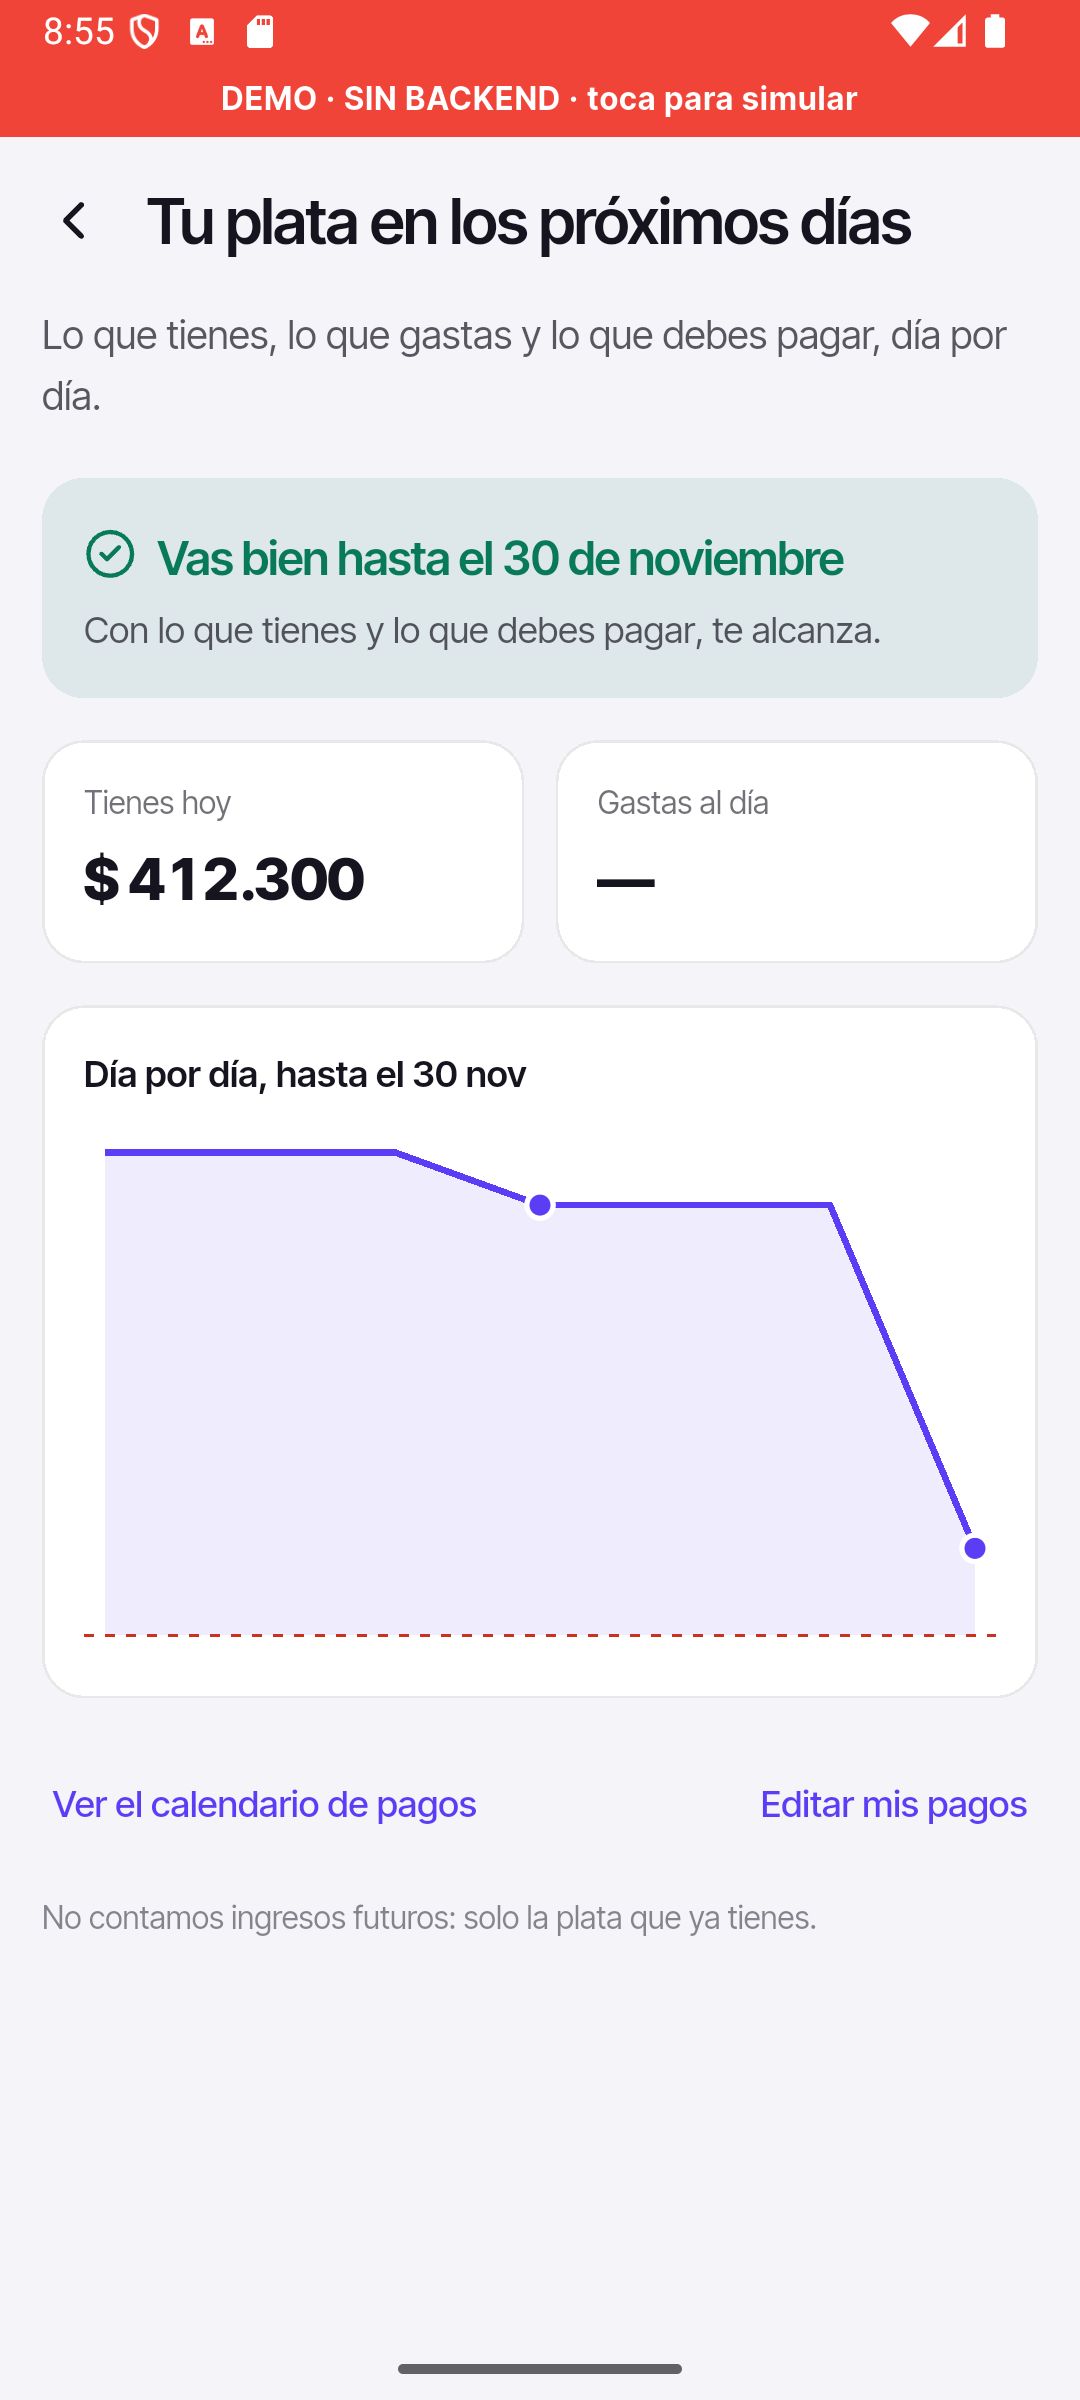 8:55
DEMO · SIN BACKEND · toca para simular
Tu plata en los próximos días
Lo que tienes, lo que gastas y lo que debes pagar, día por
día.
Vas bien hasta el 30 de noviembre
Con lo que tienes y lo que debes pagar, te alcanza.
Tienes hoy
$ 412.300
Gastas al día
—
Día por día, hasta el 30 nov
Ver el calendario de pagos
Editar mis pagos
No contamos ingresos futuros: solo la plata que ya tienes.